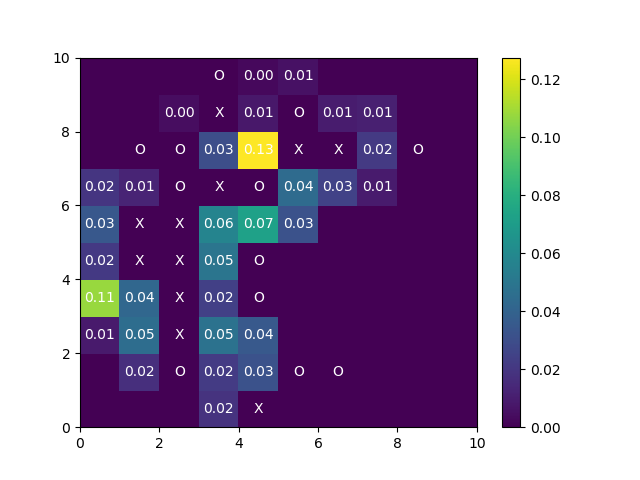 10
O 0.00 0.01
0.12
0.00 X 0.01 O 0.01 0.01
8
0.10
O O 0.03 0.13 X X 0.02 O
0.02 0.01 O X O 0.04 0.03 0.01
0.08
6
0.03 X X 0.06 0.07 0.03
0.06
0.02 X X 0.05 O
4
0.11 0.04 X 0.02 O
0.04
0.01 0.05 X 0.05 0.04
2
0.02
0.02 O 0.02 0.03 O O
0.02 X
0
0.00
0 2 4 6 8 10